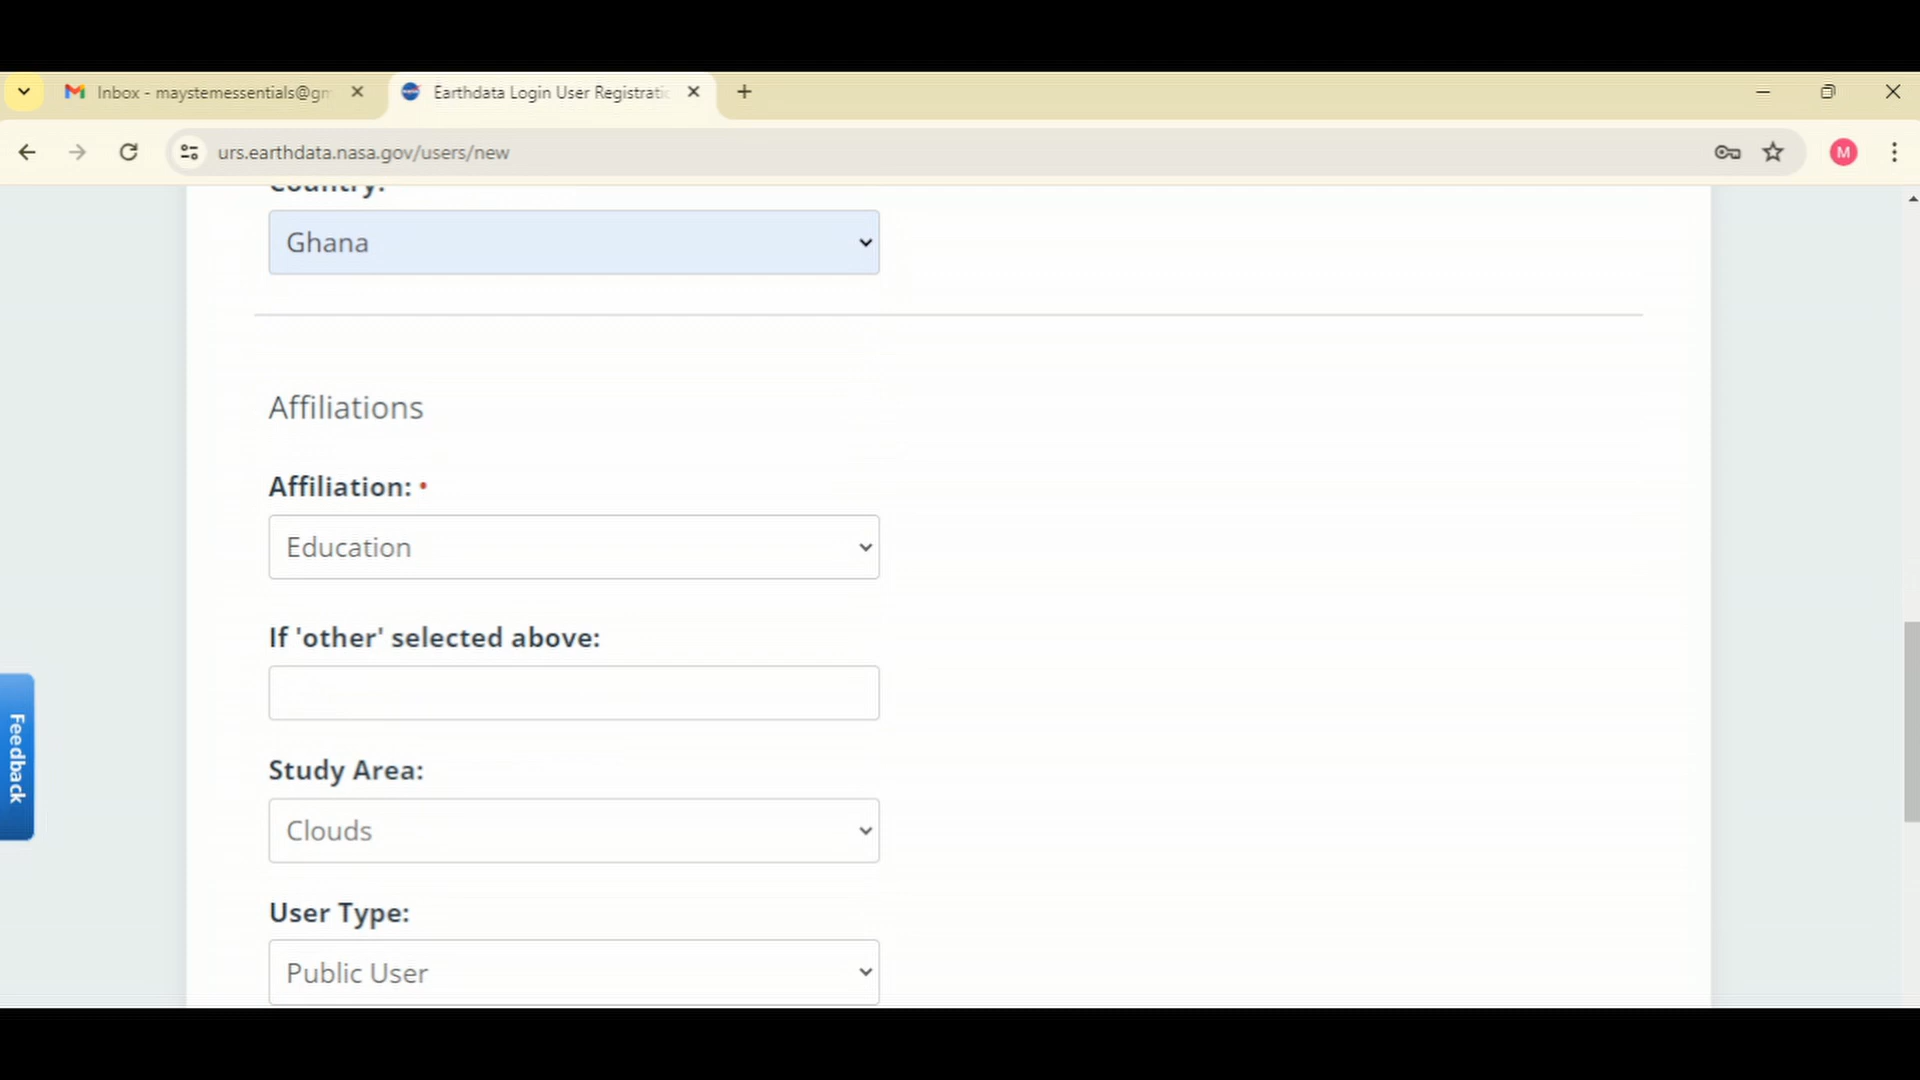 Inbox - maystemessentials@gm
Earthdata Login User Registratio
urs.earthdata.nasa.gov/users/new
M
Country:
Ghana
Affiliations
Affiliation: •
Education
If 'other' selected above:
Feedback
Study Area:
Clouds
User Type:
Public User